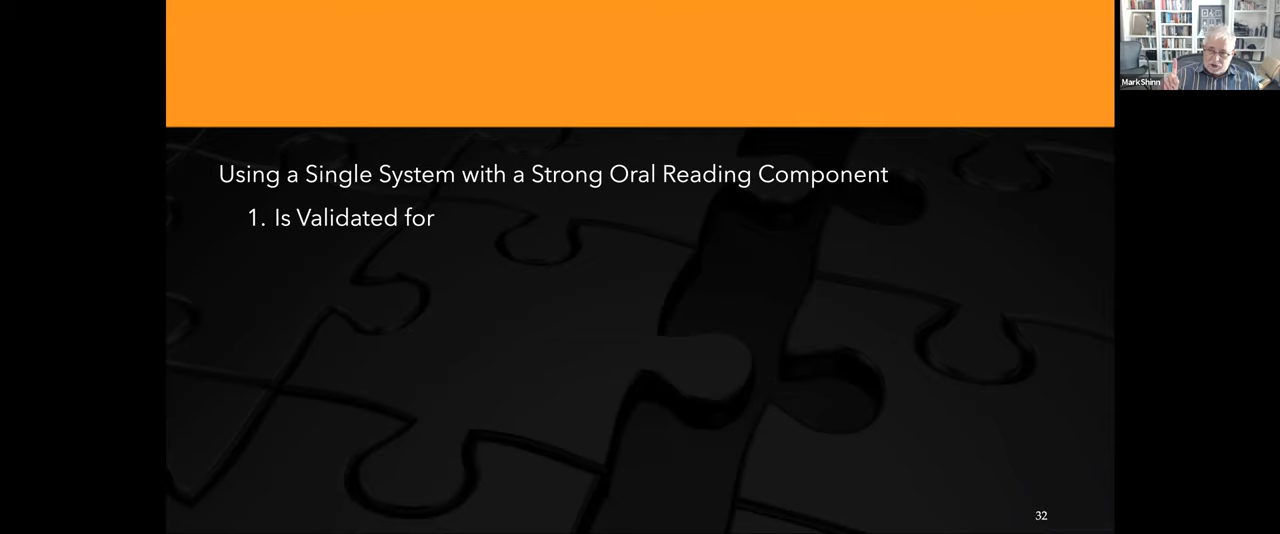 Mark Shinn
Using a Single System with a Strong Oral Reading Component
1. Is Validated for
32